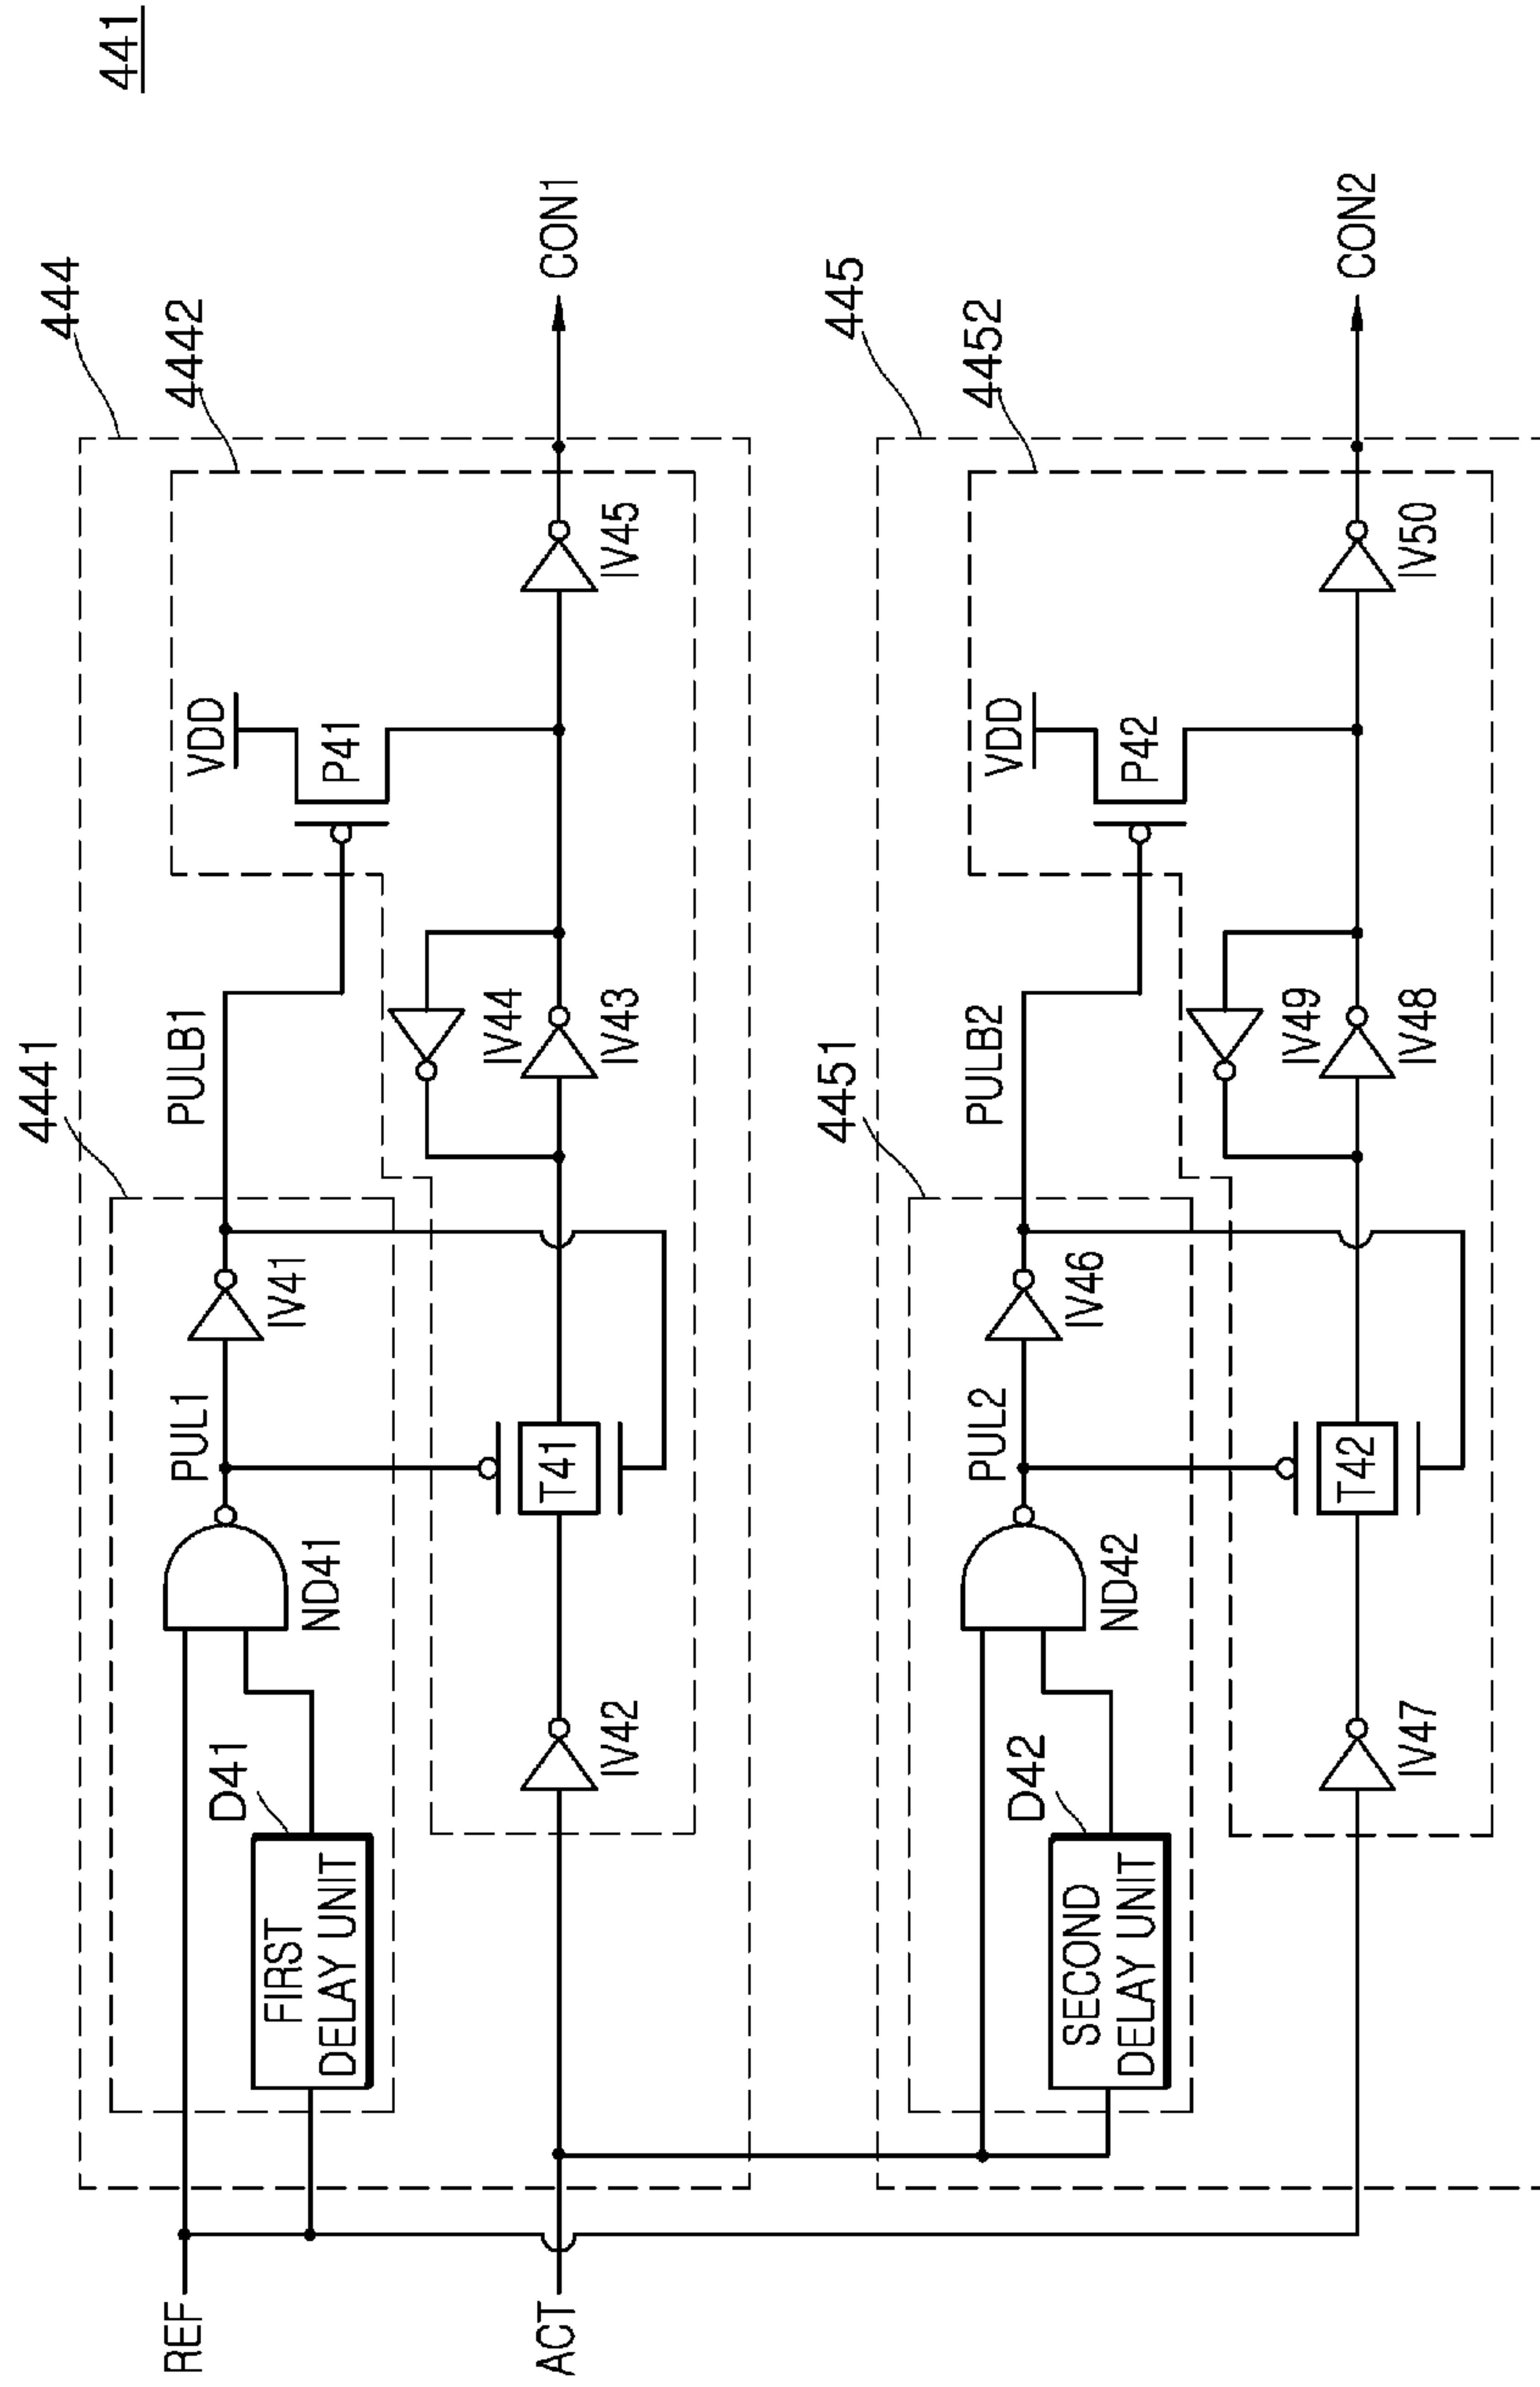 441
444
4441
4442
REF
FIRST
DELAY UNIT
D41
ND41
PUL1
IV41
PULB1
VDD
P41
ACT
IV42
T41
IV44
IV43
IV45
CON1
445
4451
4452
SECOND
DELAY UNIT
D42
ND42
PUL2
IV46
PULB2
VDD
P42
IV47
T42
IV49
IV48
IV50
CON2